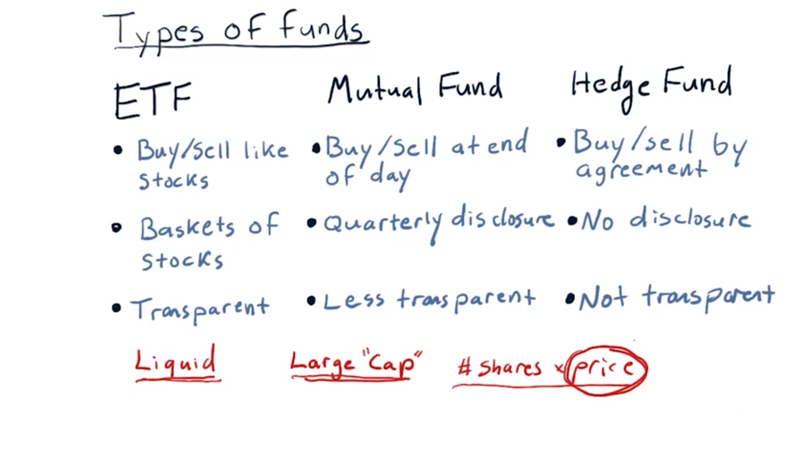 Types of funds
ETF
• Buy/Sell like
stocks
• Baskets of
stocks
• Transparent
Mutual Fund
• Buy/Sell at end
of day
• Quarterly disclosure
• Less transparent
Hedge Fund
• Buy/sell by
agreement
• No disclosure
• Not transparent
Liquid
Large "Cap"
# shares × price